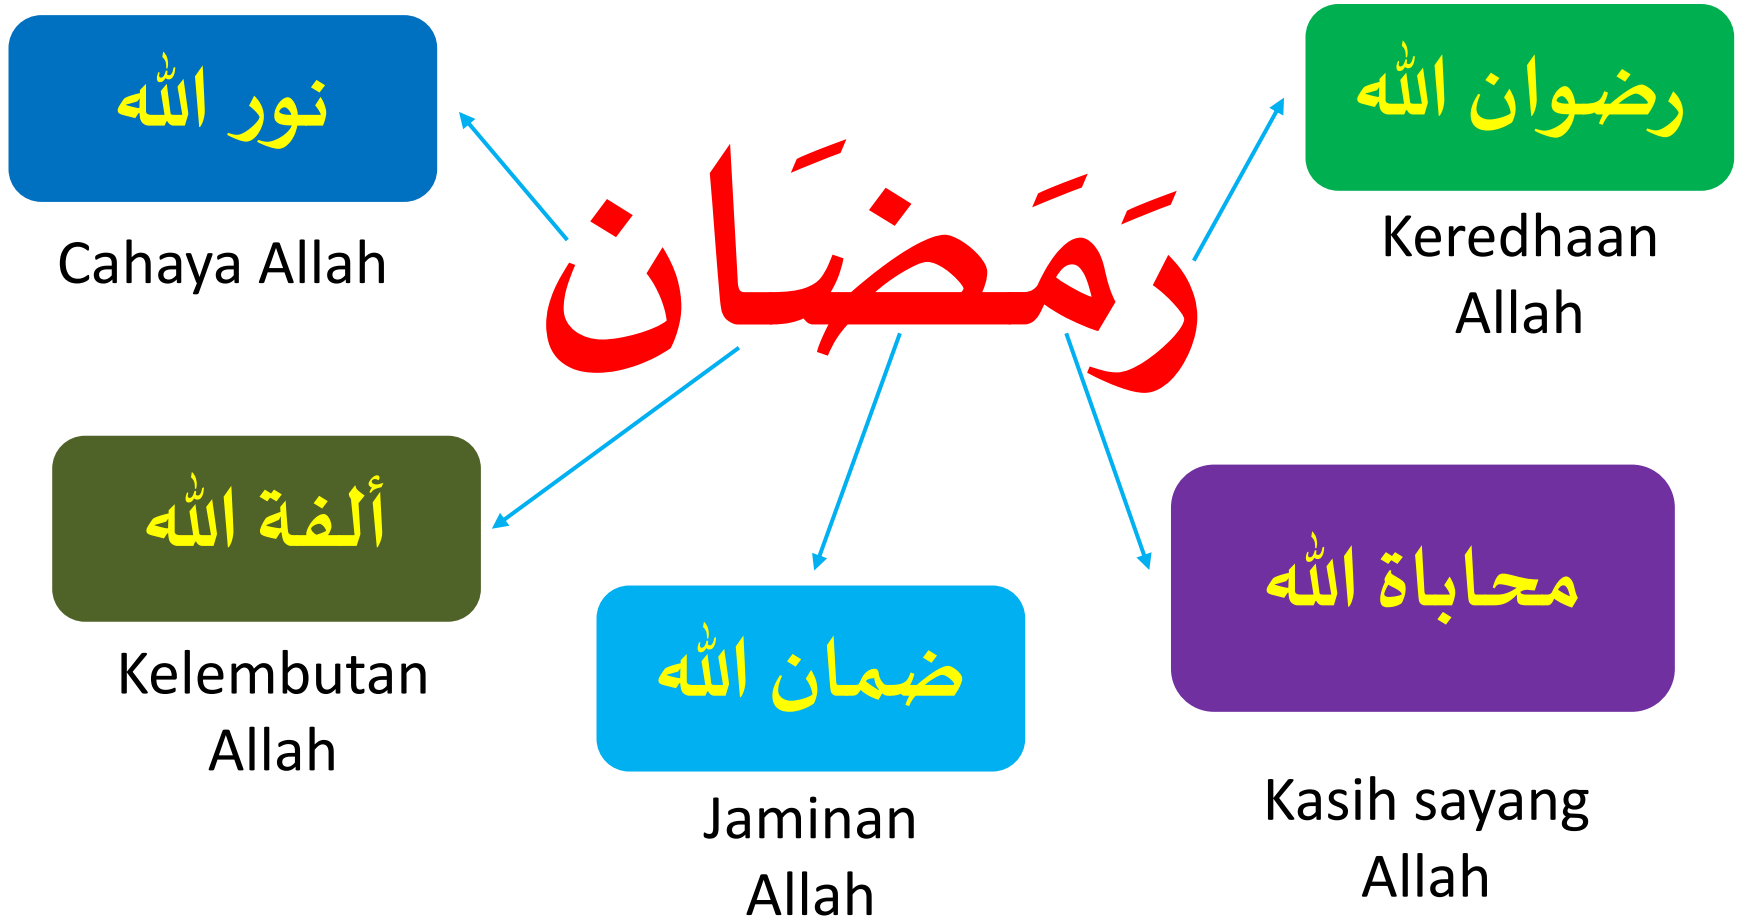 رَمَضَان
رضوان الله
Keredhaan
Allah
محاباة الله
Kasih sayang
Allah
ضمان الله
Jaminan
Allah
ألفة الله
Kelembutan
Allah
نور الله
Cahaya Allah